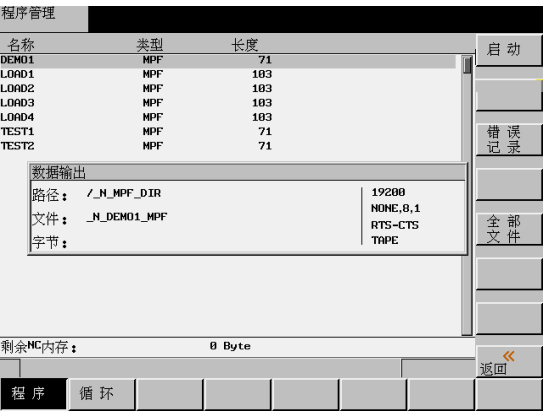 程序管理
名称 类型 长度
DEMO1 MPF 71
LOAD1 MPF 103
LOAD2 MPF 103
LOAD3 MPF 103
LOAD4 MPF 103
TEST1 MPF 71
TEST2 MPF 71
数据输出
路径: /_N_MPF_DIR
文件: _N_DEMO1_MPF
字节:
19200
NONE,8,1
RTS-CTS
TAPE
剩余NC内存: 0 Byte
启动
错误
记录
全部
文件
返回
程序 循环